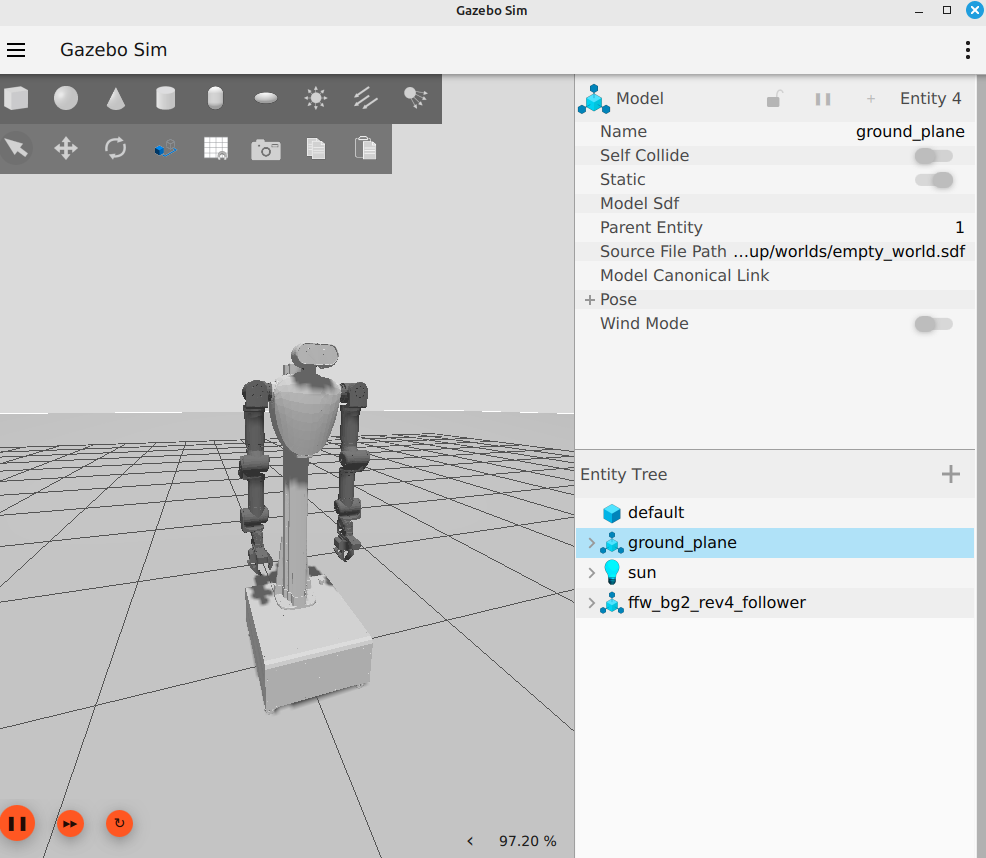 Gazebo Sim
Gazebo Sim
Model
Entity 4
Name
ground_plane
Self Collide
Static
Model Sdf
Parent Entity
1
Source File Path
...up/worlds/empty_world.sdf
Model Canonical Link
Pose
Wind Mode
Entity Tree
default
ground_plane
sun
ffw_bg2_rev4_follower
97.20 %